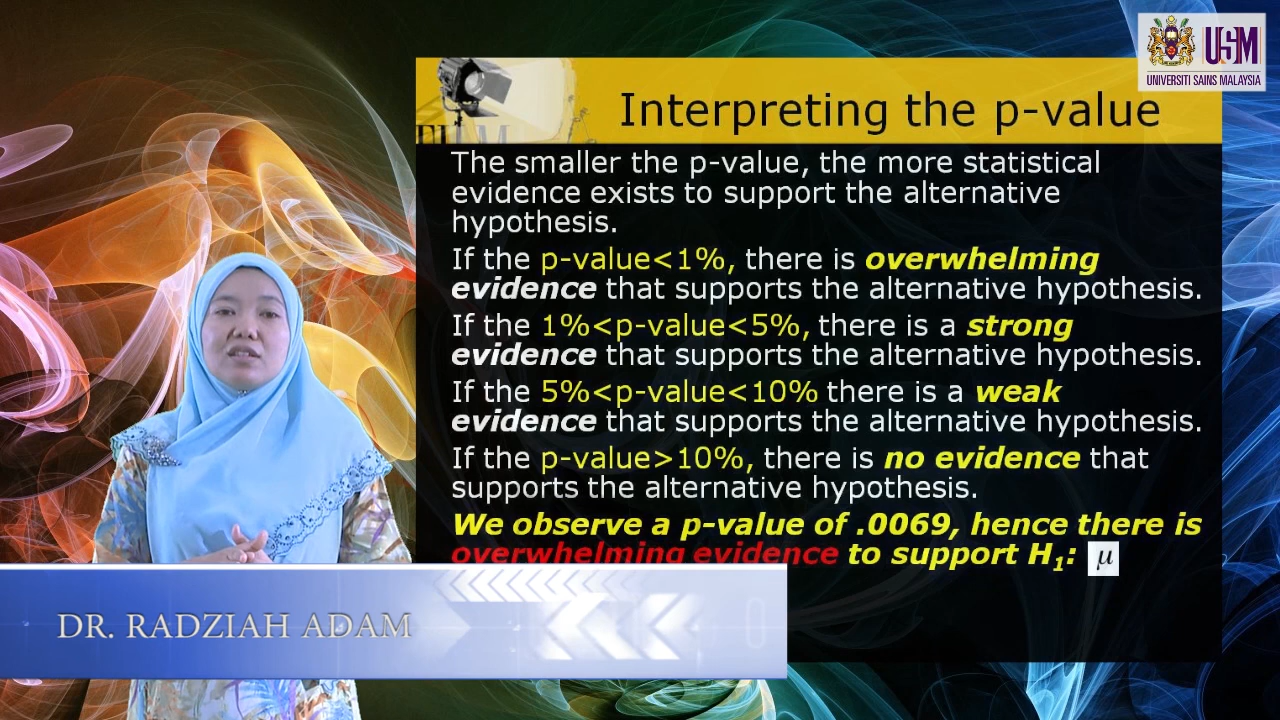 USM
UNIVERSITI SAINS MALAYSIA
FILM
Interpreting the p-value
The smaller the p-value, the more statistical
evidence exists to support the alternative
hypothesis.
If the p-value<1%, there is overwhelming
evidence that supports the alternative hypothesis.
If the 1%<p-value<5%, there is a strong
evidence that supports the alternative hypothesis.
If the 5%<p-value<10% there is a weak
evidence that supports the alternative hypothesis.
If the p-value>10%, there is no evidence that
supports the alternative hypothesis.
We observe a p-value of .0069, hence there is
overwhelming evidence to support H₁: μ
DR. RADZIAH ADAM